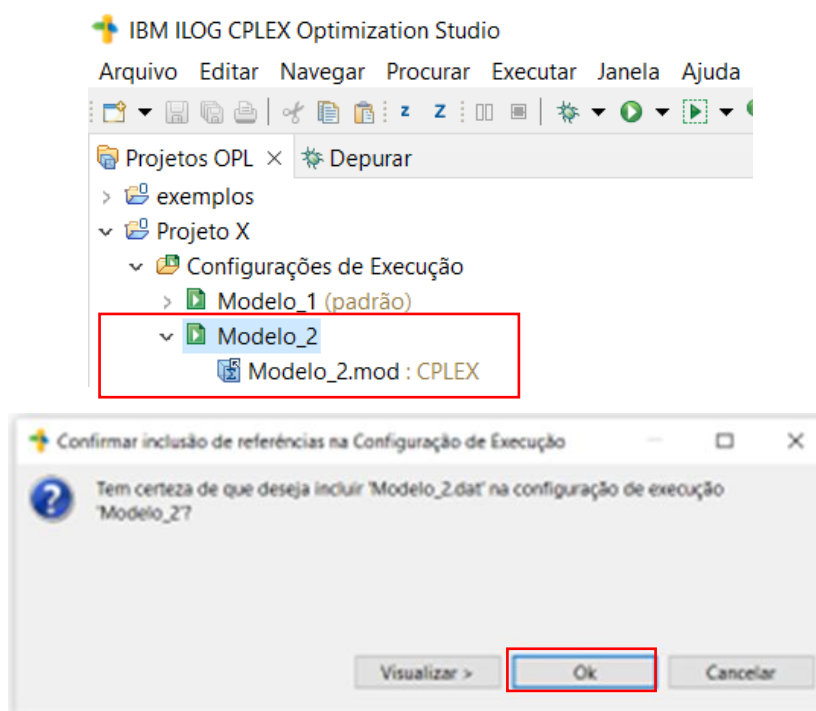 IBM ILOG CPLEX Optimization Studio
Arquivo Editar Navegar Procurar Executar Janela Ajuda
z Z
Projetos OPL Depurar
exemplos
Projeto X
Configurações de Execução
Modelo_1 (padrão)
Modelo_2
Modelo_2.mod : CPLEX
Confirmar inclusão de referências na Configuração de Execução
Tem certeza de que deseja incluir 'Modelo_2.dat' na configuração de execução
'Modelo_2'?
Visualizar > Ok Cancelar